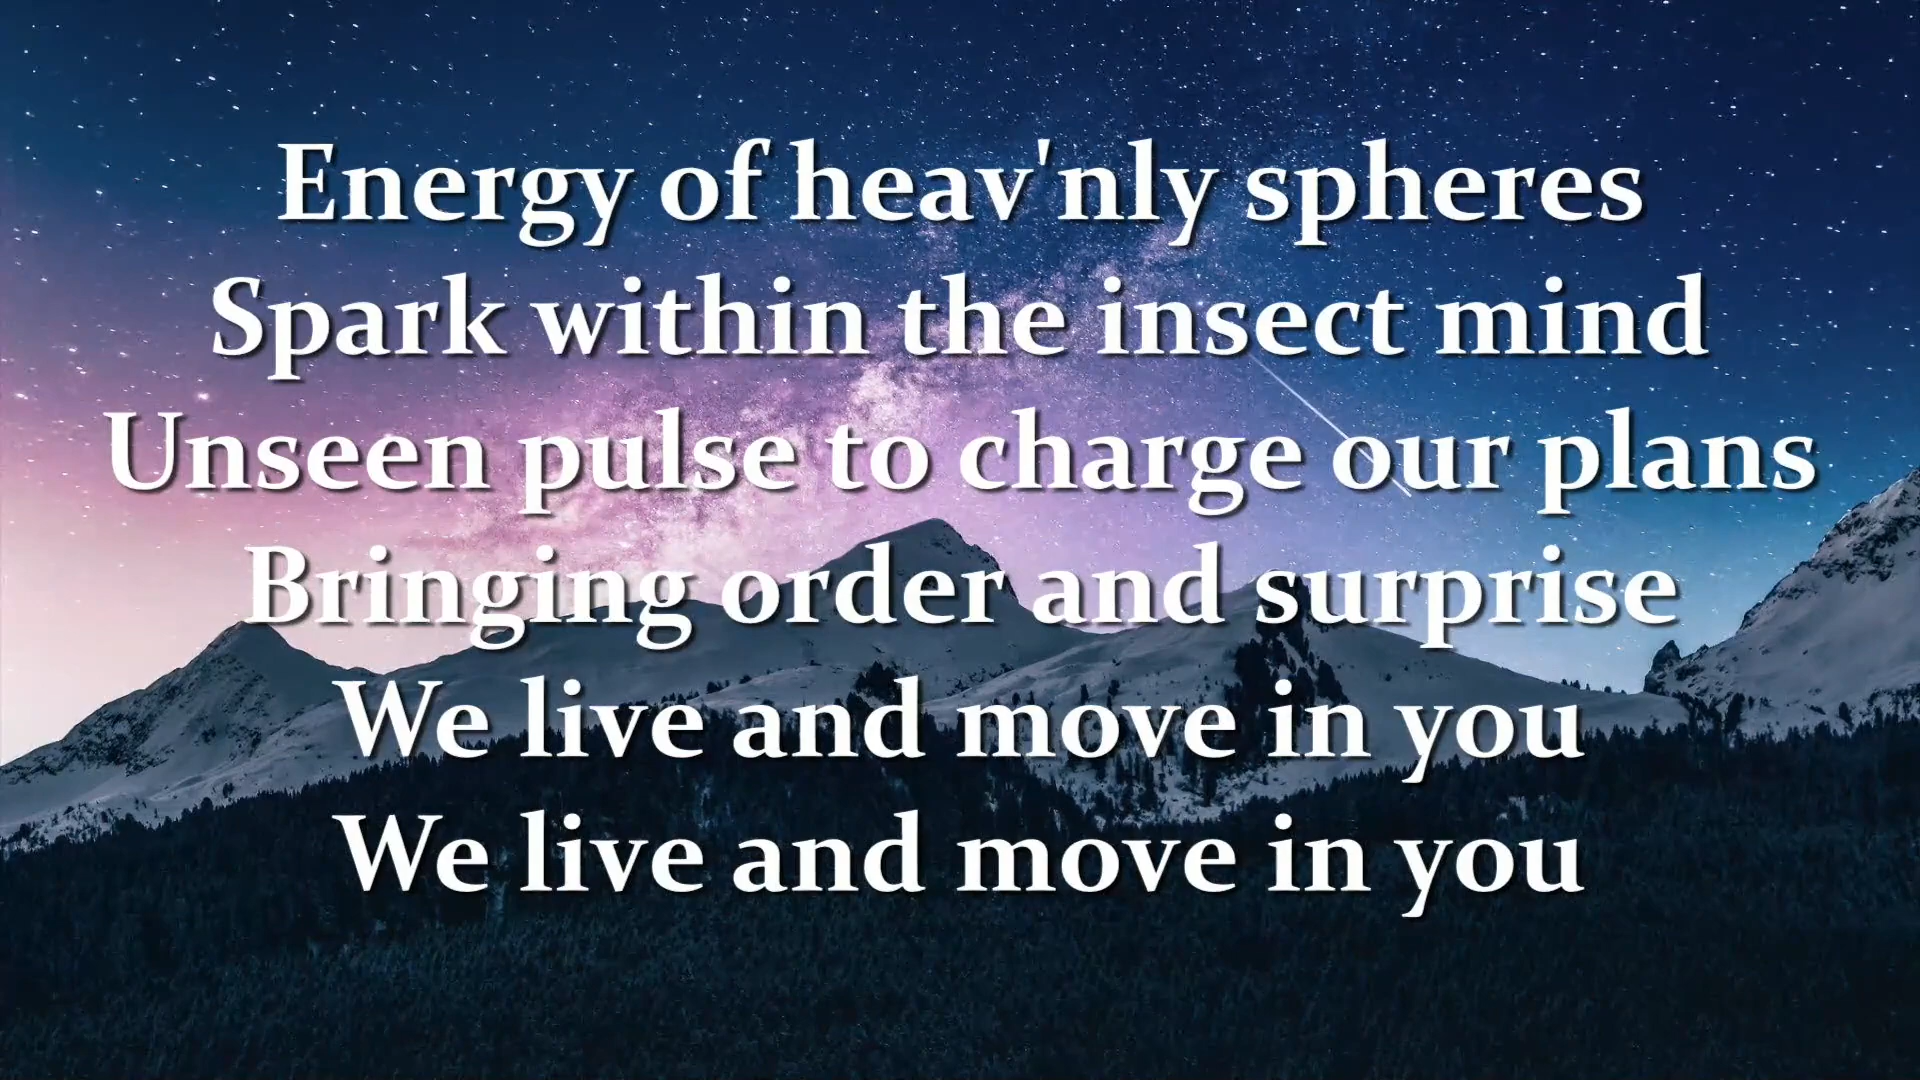 Energy of heav'nly spheres
Spark within the insect mind
Unseen pulse to charge our plans
Bringing order and surprise
We live and move in you
We live and move in you